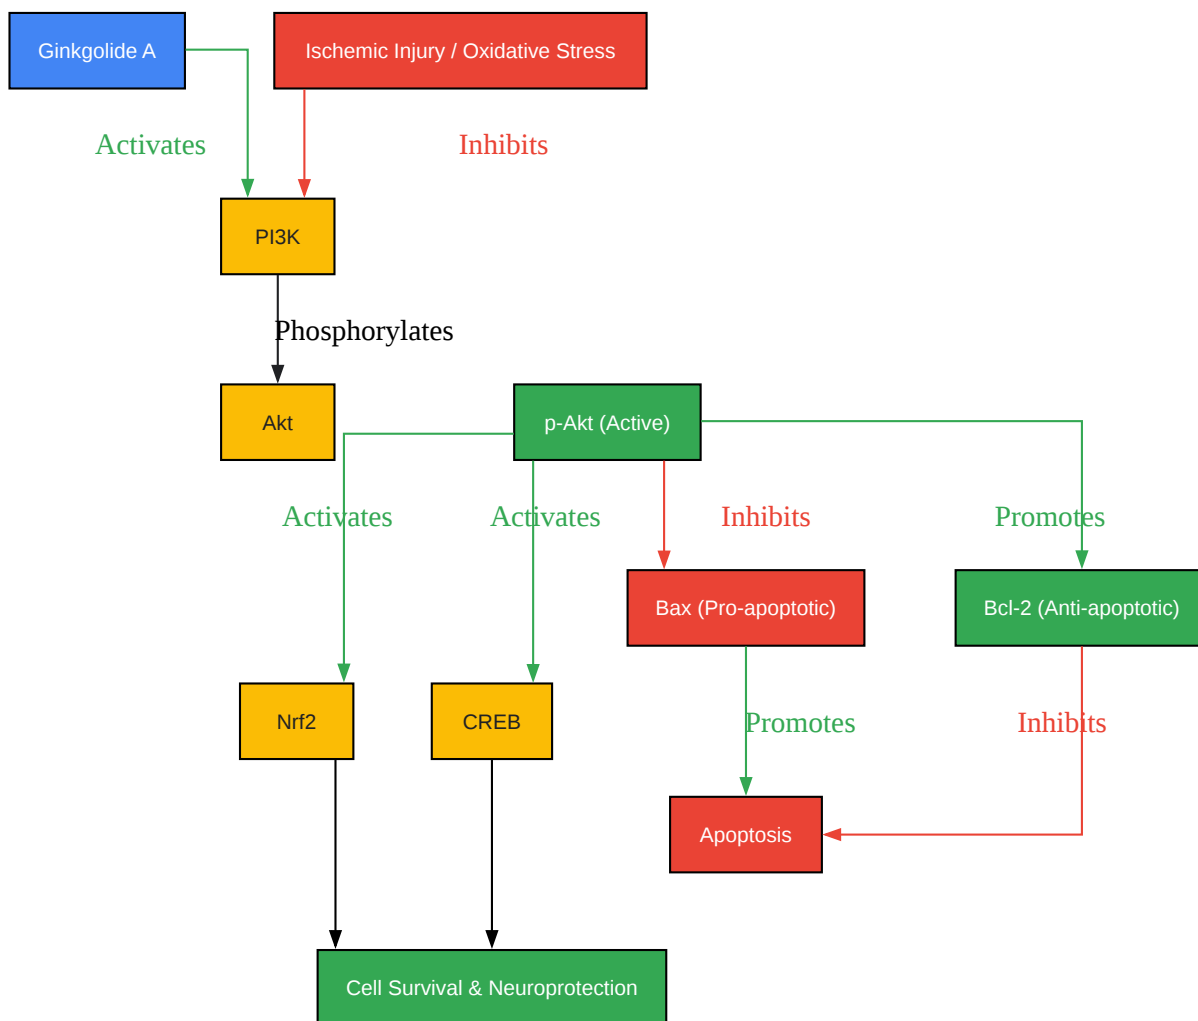 Ginkgolide A
Ischemic Injury / Oxidative Stress
Activates
Inhibits
PI3K
Phosphorylates
Akt
p-Akt (Active)
Activates
Activates
Inhibits
Promotes
Bax (Pro-apoptotic)
Bcl-2 (Anti-apoptotic)
Nrf2
CREB
Promotes
Inhibits
Apoptosis
Cell Survival & Neuroprotection